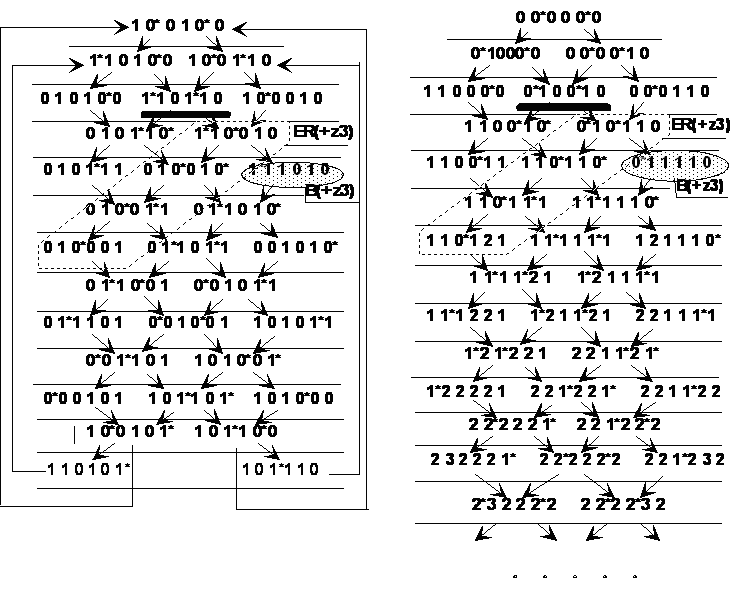 1 0* 0 1 0* 0
1*1 0 1 0*0 1 0*0 1*1 0
0 1 0 1 0*0 1*1 0 1*1 0 1 0*0 0 1 0
0 1 0 1*1 0* 1*1 0*0 1 0 ER(+z3)
0 1 0 1*1 1 0 1 0*0 1 0* 1 1 1 0 1 0
B(+z3)
0 1 0*0 1*1 0 1*1 0 1 0*
0 1 0*0 0 1 0 1*1 0 1*1 0 0 1 0 1 0*
0 1*1 0*0 1 0*0 1 0 1*1
0 1*1 1 0 1 0*0 1 0*0 1 1 0 1 0 1*1
0*0 1*1 0 1 1 0 1 0*0 1*
0*0 0 1 0 1 1 0 1*1 0 1* 1 0 1 0*0 0
1 0*0 1 0 1* 1 0 1*1 0*0
1 1 0 1 0 1* 1 0 1*1 1 0
0 0*0 0 0*0
0*1 0 0 0*0 0 0*0 0*1 0
1 1 0 0 0*0 0*1 0 0*1 0 0 0*0 1 1 0
1 1 0 0*1 0* 0*1 0*1 1 0 ER(+z3)
1 1 0 0*1 1 1 1 0*1 1 0* 0 1 1 1 1 0
B(+z3)
1 1 0*1 1*1 1 1*1 1 1 0*
1 1 0*1 2 1 1 1*1 1 1*1 1 2 1 1 1 0*
1 1*1 1*2 1 1*2 1 1 1*1
1 1*1 2 2 1 1*2 1 1*2 1 2 2 1 1 1*1
1*2 1*2 2 1 2 2 1 1*2 1*
1*2 2 2 2 1 2 2 1*2 2 1* 2 2 1 1*2 2
2 2*2 2 2 1* 2 2 1*2 2*2
2 3 2 2 2 1* 2 2*2 2 2*2 2 2 1*2 3 2
2*3 2 2 2*2 2 2*2 2*3 2
. . . . .